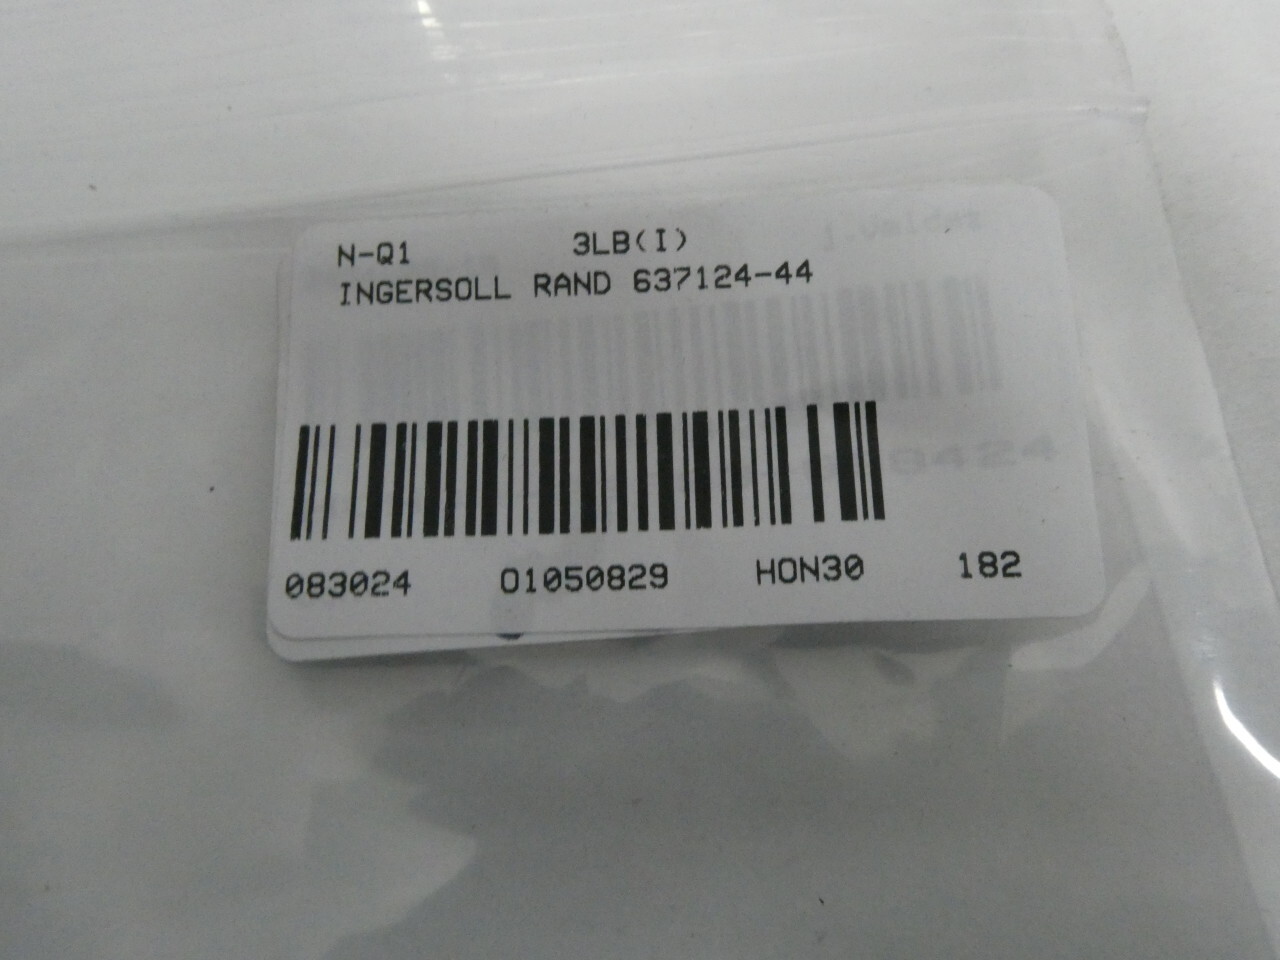 N-Q1 3LB(I)
INGERSOLL RAND 637124-44
083024 01050829 HON30 182